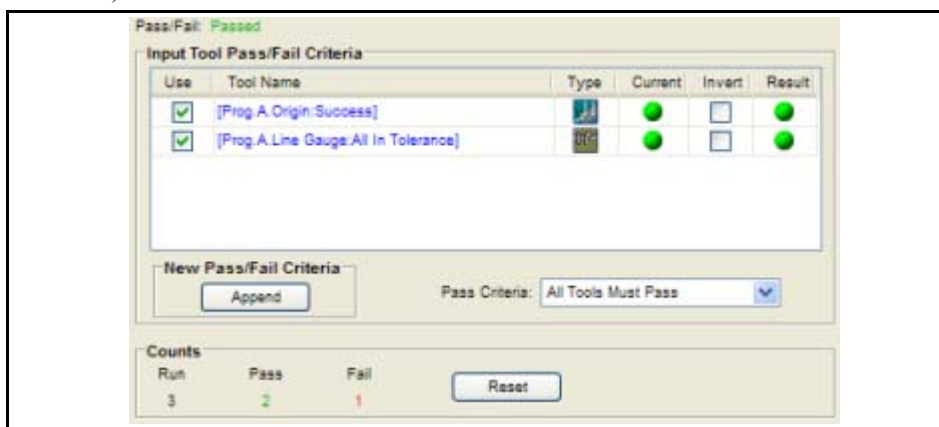 Pass/Fail: Passed
Input Tool Pass/Fail Criteria
Use Tool Name Type Current Invert Result
[Prog.A.Origin:Success]
[Prog.A.Line Gauge:All In Tolerance]
New Pass/Fail Criteria
Append Pass Criteria: All Tools Must Pass
Counts
Run Pass Fail
Reset
3 2 1